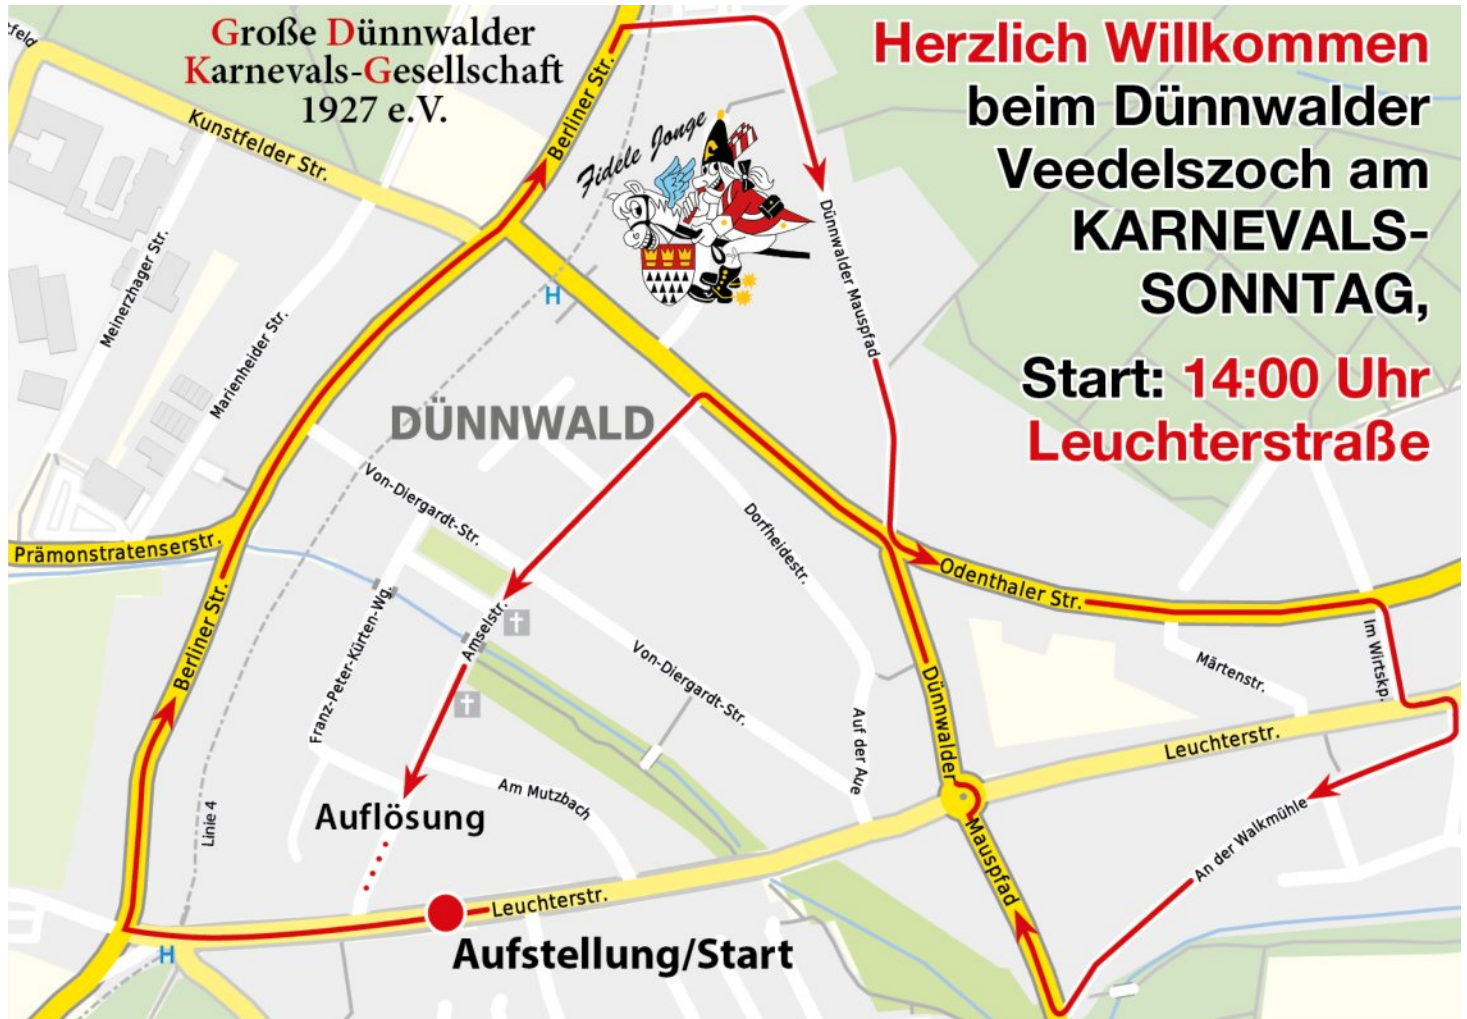 Große Dünnwalder
Karnevals-Gesellschaft
1927 e.V.
Herzlich Willkommen
beim Dünnwalder
Veedelszoch am
KARNEVALS-
SONNTAG,
Start: 14:00 Uhr
Leuchterstraße
Fidele Jonge
Kunstfelder Str.
Berliner Str.
Meinerzhager Str.
Marienheider Str.
H
Dünnwalder Mauspfad
DÜNNWALD
Von-Diergardt-Str.
Dorfheidestr.
Prämonstratenserstr.
Odenthaler Str.
Berliner Str.
Franz-Peter-Kürten-Wg.
Amselstr.
Von-Diergardt-Str.
Märtenstr.
Im Wirtskp.
Dünnwalder
Mauspfad
Auf der Aue
Leuchterstr.
Linie 4
Am Mutzbach
An der Walkmühle
Auflösung
Leuchterstr.
H
Aufstellung/Start